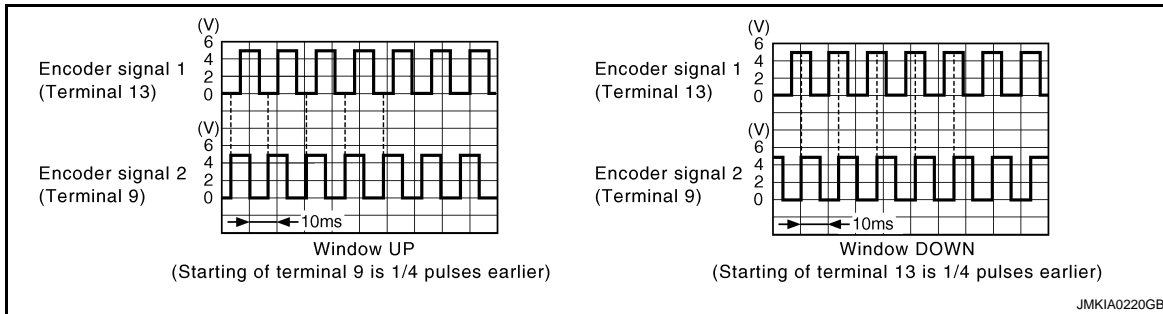 (V)
6
4
2
0
Encoder signal 1
(Terminal 13)
(V)
6
4
2
0
Encoder signal 2
(Terminal 9)
10ms
Window UP
(Starting of terminal 9 is 1/4 pulses earlier)
(V)
6
4
2
0
Encoder signal 1
(Terminal 13)
(V)
6
4
2
0
Encoder signal 2
(Terminal 9)
10ms
Window DOWN
(Starting of terminal 13 is 1/4 pulses earlier)
JMKIA0220GB